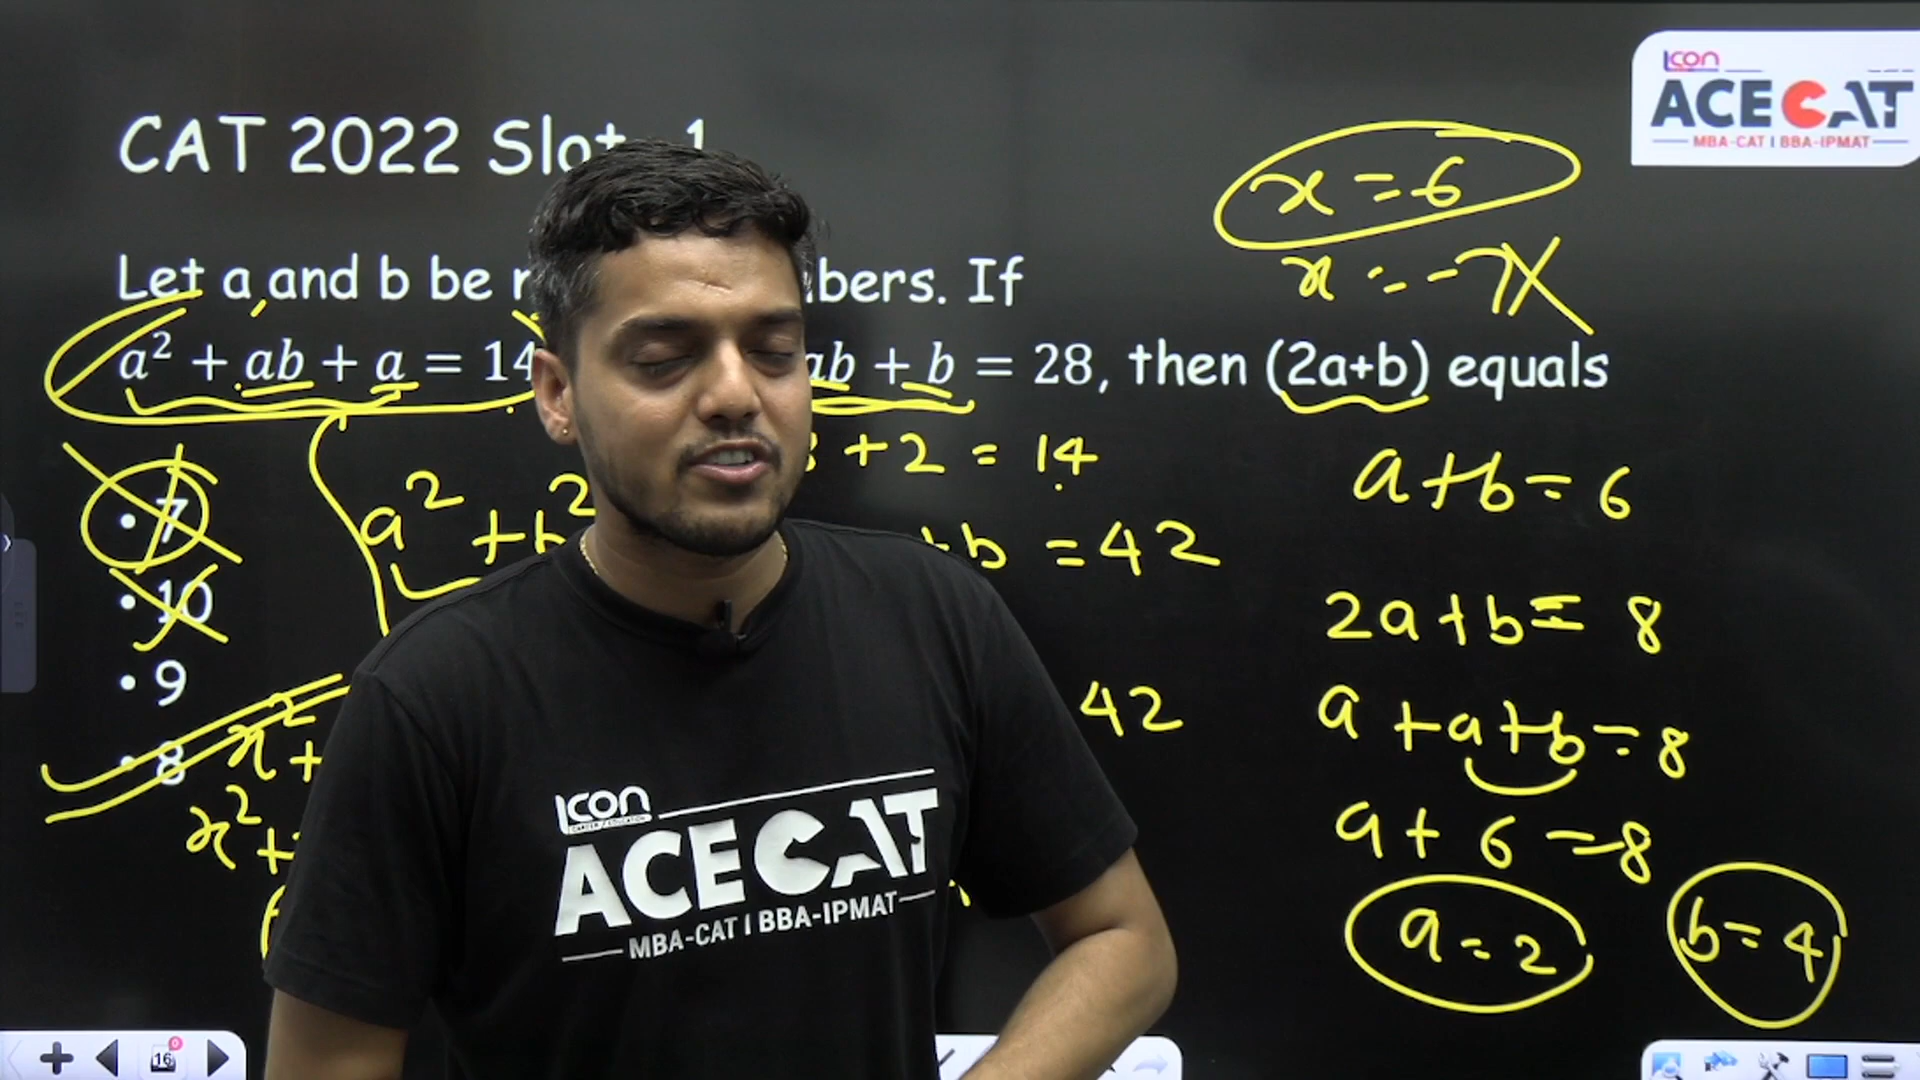 CAT 2022 Slot 1
Icon
ACE CAT
MBA-CAT | BBA-IPMAT
x = 6
x = -7
Let a and b be bers. If
a² + ab + a = 14 ab + b = 28, then (2a+b) equals
• 7
• 10
• 9
• 8
+ 2 = 14
a² + b²
+ b = 42
42
x² +
x² +
a + b = 6
2a + b = 8
a + a + b = 8
a + 6 = 8
a = 2
b = 4
Icon
ACE CAT
MBA-CAT | BBA-IPMAT
16
0